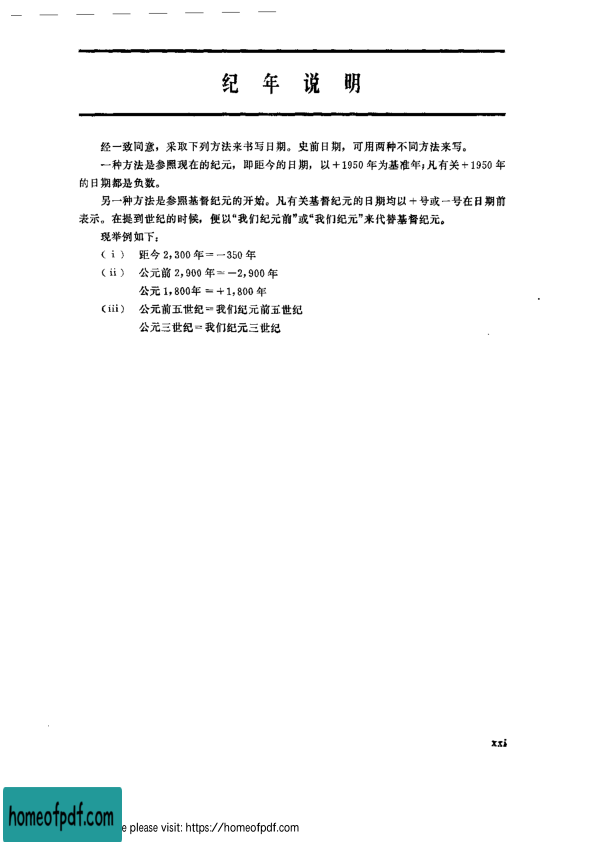 纪年说明
经一致同意，采取下列方法来书写日期。史前日期，可用两种不同方法来写。
一种方法是参照现在的纪元，即距今的日期，以＋1950年为基准年；凡有关＋1950年
的日期都是负数。
另一种方法是参照基督纪元的开始。凡有关基督纪元的日期均以＋号或－号在日期前
表示。在提到世纪的时候，便以“我们纪元前”或“我们纪元”来代替基督纪元。
现举例如下：
（i） 距今2,300年＝－350年
（ii） 公元前2,900年＝－2,900年
公元1,800年＝＋1,800年
（iii） 公元前五世纪＝我们纪元前五世纪
公元三世纪＝我们纪元三世纪
xxi
homeofpdf.com
e please visit: https://homeofpdf.com